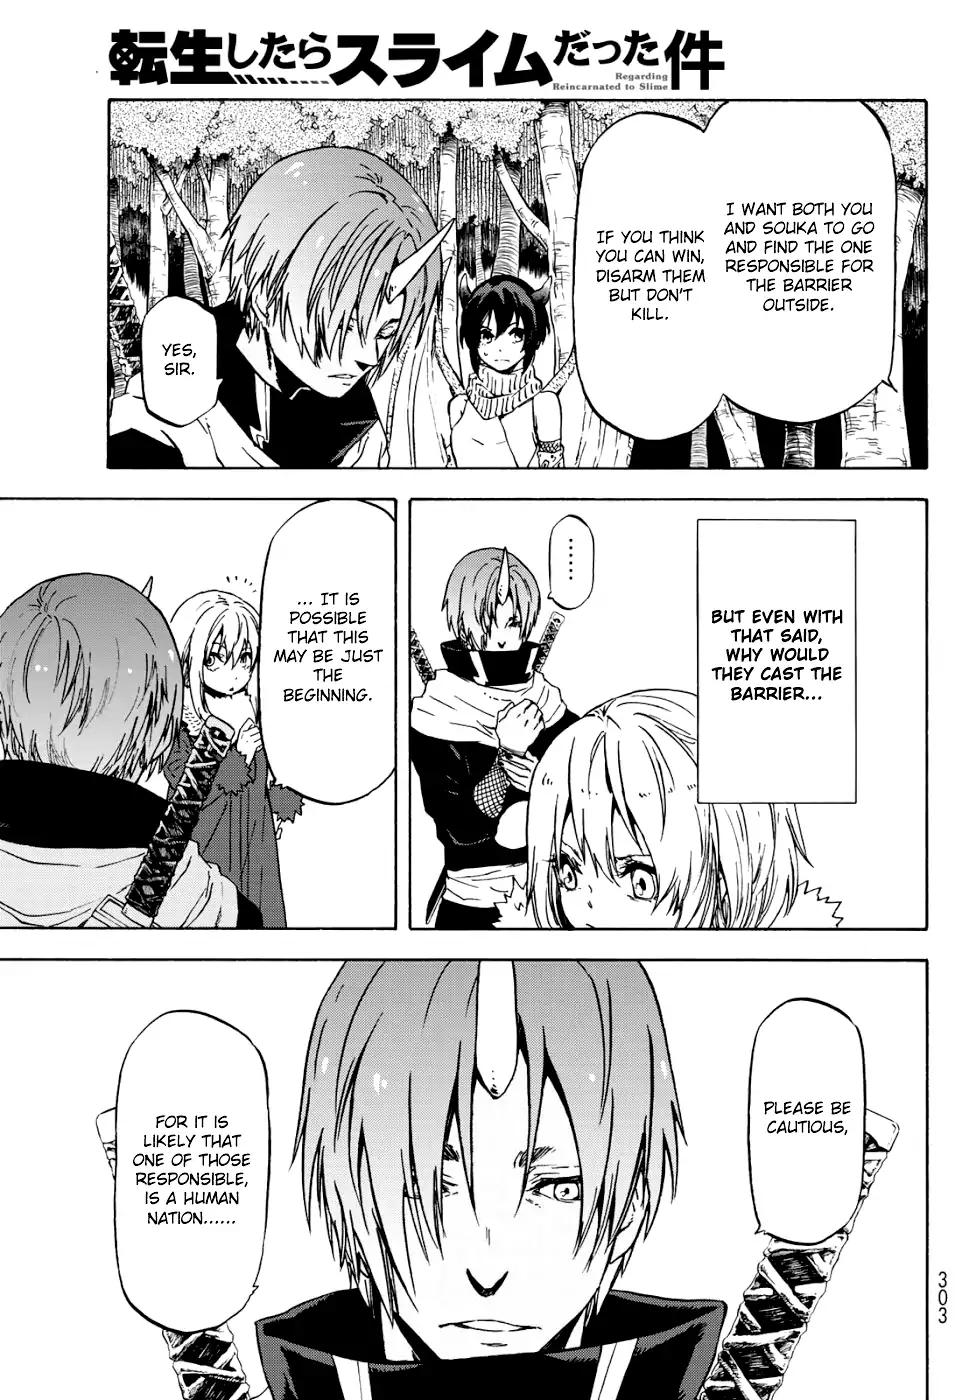 転生したらスライムだった件
Regarding
Reincarnated to Slime
I WANT BOTH YOU
AND SOUKA TO GO
AND FIND THE ONE
RESPONSIBLE FOR
THE BARRIER
OUTSIDE.
IF YOU THINK
YOU CAN WIN,
DISARM THEM
BUT DON'T
KILL.
YES,
SIR.
BUT EVEN WITH
THAT SAID,
WHY WOULD
THEY CAST THE
BARRIER...
......
... IT IS
POSSIBLE
THAT THIS
MAY BE JUST
THE
BEGINNING.
PLEASE BE
CAUTIOUS,
FOR IT IS
LIKELY THAT
ONE OF THOSE
RESPONSIBLE,
IS A HUMAN
NATION......
303